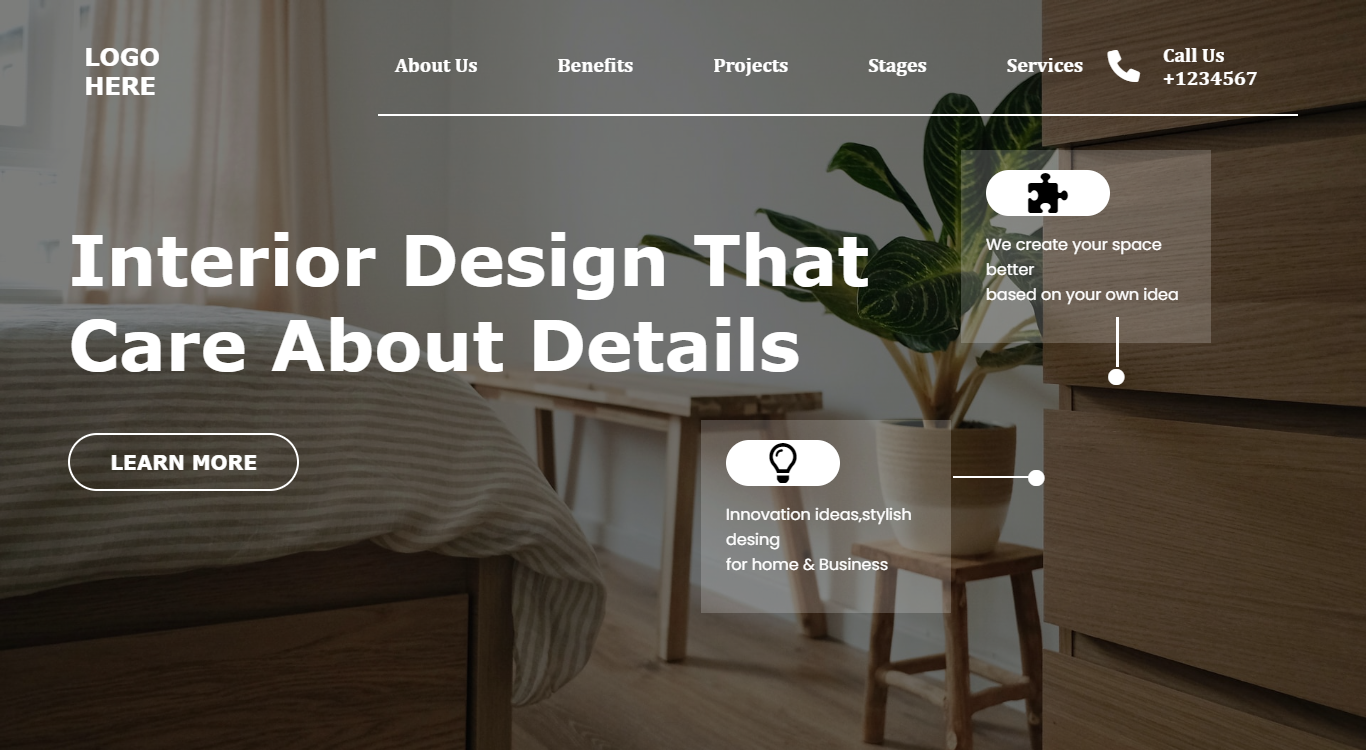 LOGO
HERE
About Us
Benefits
Projects
Stages
Services
Call Us
+1234567
Interior Design That
Care About Details
LEARN MORE
We create your space
better
based on your own idea
Innovation ideas,stylish
desing
for home & Business